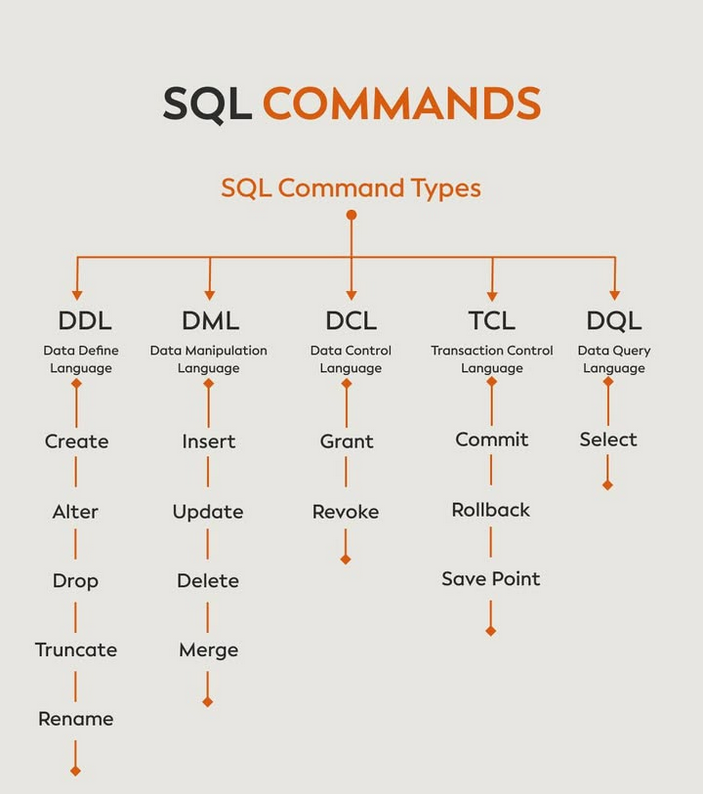 SQL COMMANDS
SQL Command Types
DDL
Data Define
Language
Create
Alter
Drop
Truncate
Rename
DML
Data Manipulation
Language
Insert
Update
Delete
Merge
DCL
Data Control
Language
Grant
Revoke
TCL
Transaction Control
Language
Commit
Rollback
Save Point
DQL
Data Query
Language
Select